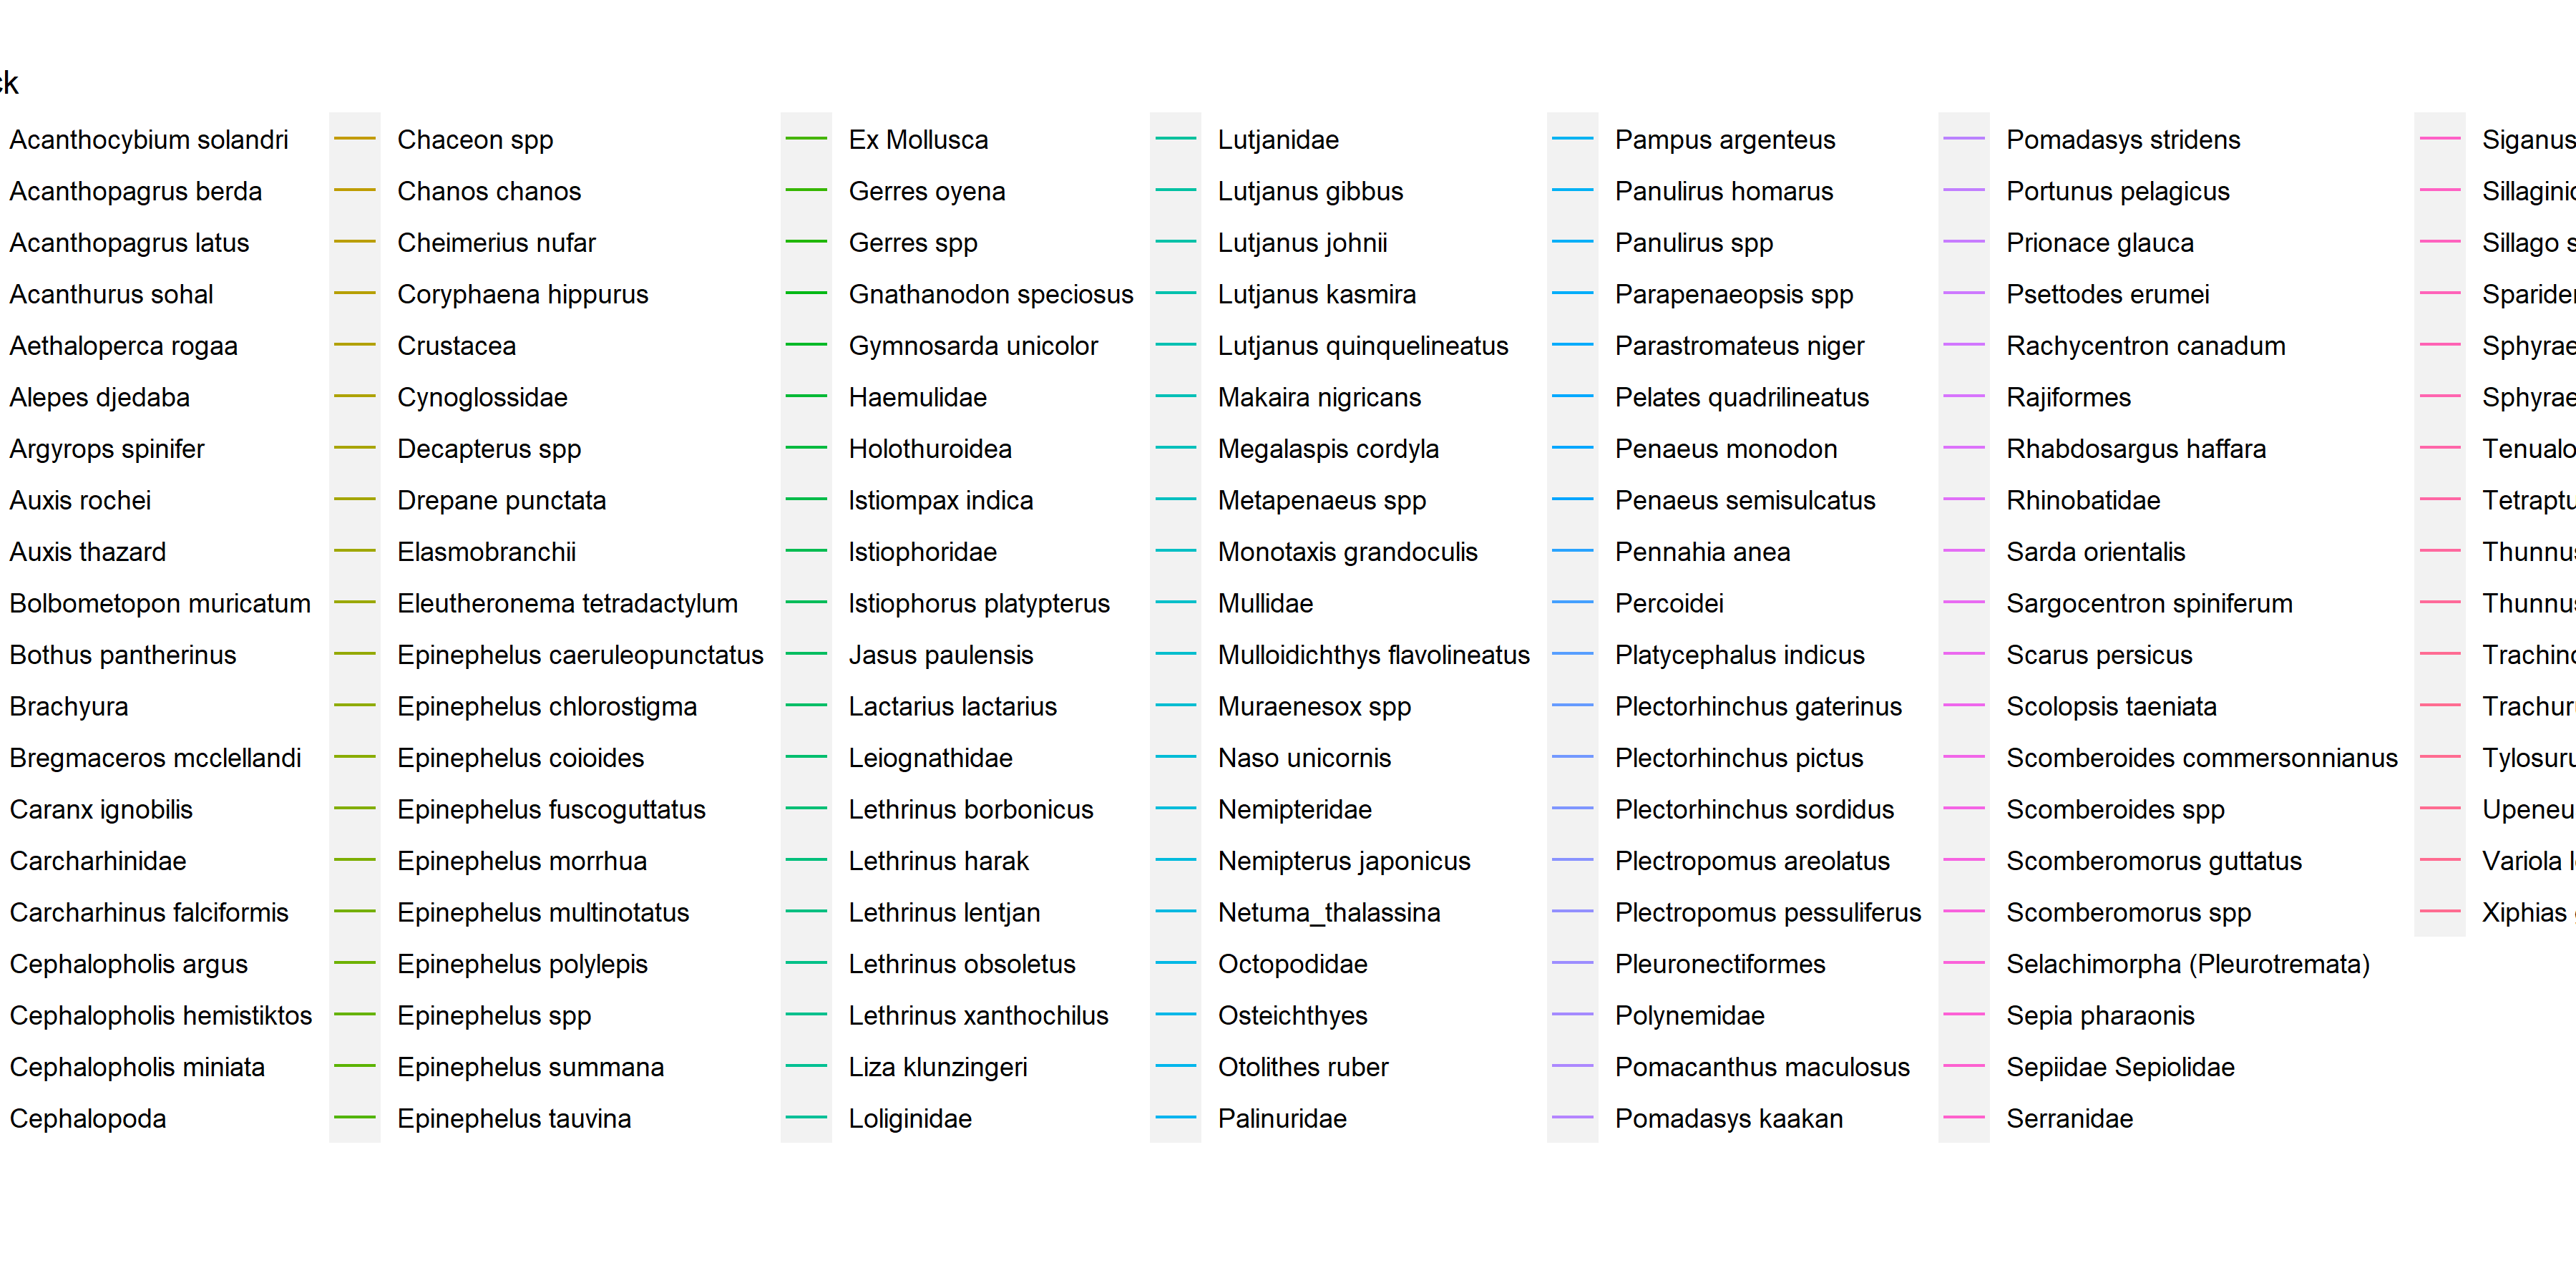 ck
Acanthocybium solandri
Acanthopagrus berda
Acanthopagrus latus
Acanthurus sohal
Aethaloperca rogaa
Alepes djedaba
Argyrops spinifer
Auxis rochei
Auxis thazard
Bolbometopon muricatum
Bothus pantherinus
Brachyura
Bregmaceros mcclellandi
Caranx ignobilis
Carcharhinidae
Carcharhinus falciformis
Cephalopholis argus
Cephalopholis hemistiktos
Cephalopholis miniata
Cephalopoda
Chaceon spp
Chanos chanos
Cheimerius nufar
Coryphaena hippurus
Crustacea
Cynoglossidae
Decapterus spp
Drepane punctata
Elasmobranchii
Eleutheronema tetradactylum
Epinephelus caeruleopunctatus
Epinephelus chlorostigma
Epinephelus coioides
Epinephelus fuscoguttatus
Epinephelus morrhua
Epinephelus multinotatus
Epinephelus polylepis
Epinephelus spp
Epinephelus summana
Epinephelus tauvina
Ex Mollusca
Gerres oyena
Gerres spp
Gnathanodon speciosus
Gymnosarda unicolor
Haemulidae
Holothuroidea
Istiompax indica
Istiophoridae
Istiophorus platypterus
Jasus paulensis
Lactarius lactarius
Leiognathidae
Lethrinus borbonicus
Lethrinus harak
Lethrinus lentjan
Lethrinus obsoletus
Lethrinus xanthochilus
Liza klunzingeri
Loliginidae
Lutjanidae
Lutjanus gibbus
Lutjanus johnii
Lutjanus kasmira
Lutjanus quinquelineatus
Makaira nigricans
Megalaspis cordyla
Metapenaeus spp
Monotaxis grandoculis
Mullidae
Mulloidichthys flavolineatus
Muraenesox spp
Naso unicornis
Nemipteridae
Nemipterus japonicus
Netuma_thalassina
Octopodidae
Osteichthyes
Otolithes ruber
Palinuridae
Pampus argenteus
Panulirus homarus
Panulirus spp
Parapenaeopsis spp
Parastromateus niger
Pelates quadrilineatus
Penaeus monodon
Penaeus semisulcatus
Pennahia anea
Percoidei
Platycephalus indicus
Plectorhinchus gaterinus
Plectorhinchus pictus
Plectorhinchus sordidus
Plectropomus areolatus
Plectropomus pessuliferus
Pleuronectiformes
Polynemidae
Pomacanthus maculosus
Pomadasys kaakan
Pomadasys stridens
Portunus pelagicus
Prionace glauca
Psettodes erumei
Rachycentron canadum
Rajiformes
Rhabdosargus haffara
Rhinobatidae
Sarda orientalis
Sargocentron spiniferum
Scarus persicus
Scolopsis taeniata
Scomberoides commersonnianus
Scomberoides spp
Scomberomorus guttatus
Scomberomorus spp
Selachimorpha (Pleurotremata)
Sepia pharaonis
Sepiidae Sepiolidae
Serranidae
Siganus
Sillaginid
Sillago s
Spariden
Sphyrae
Sphyrae
Tenualo
Tetraptu
Thunnus
Thunnus
Trachino
Trachuru
Tylosuru
Upeneu
Variola l
Xiphias